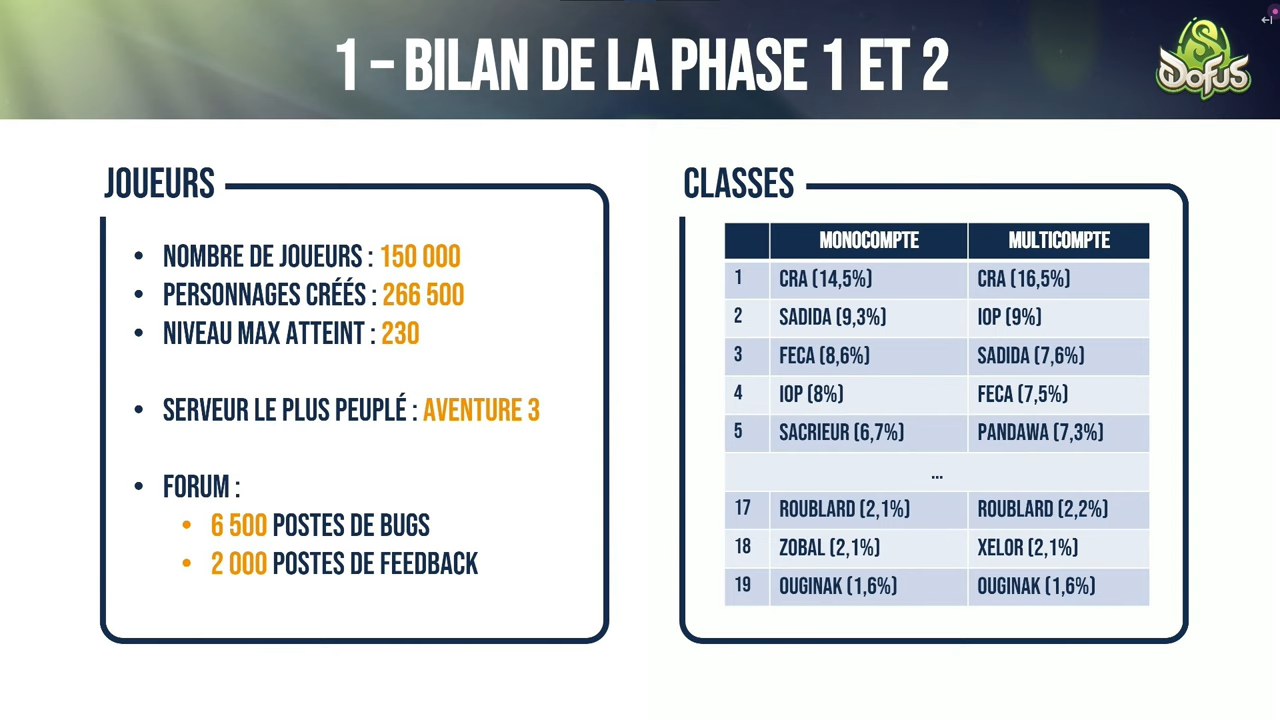 1 – BILAN DE LA PHASE 1 ET 2
DOFUS
JOUEURS
• NOMBRE DE JOUEURS : 150 000
• PERSONNAGES CRÉÉS : 266 500
• NIVEAU MAX ATTEINT : 230
• SERVEUR LE PLUS PEUPLÉ : AVENTURE 3
• FORUM :
• 6 500 POSTES DE BUGS
• 2 000 POSTES DE FEEDBACK
CLASSES
MONOCOMPTE MULTICOMPTE
1 CRA (14,5%) CRA (16,5%)
2 SADIDA (9,3%) IOP (9%)
3 FECA (8,6%) SADIDA (7,6%)
4 IOP (8%) FECA (7,5%)
5 SACRIEUR (6,7%) PANDAWA (7,3%)
...
17 ROUBLARD (2,1%) ROUBLARD (2,2%)
18 ZOBAL (2,1%) XELOR (2,1%)
19 OUGINAK (1,6%) OUGINAK (1,6%)